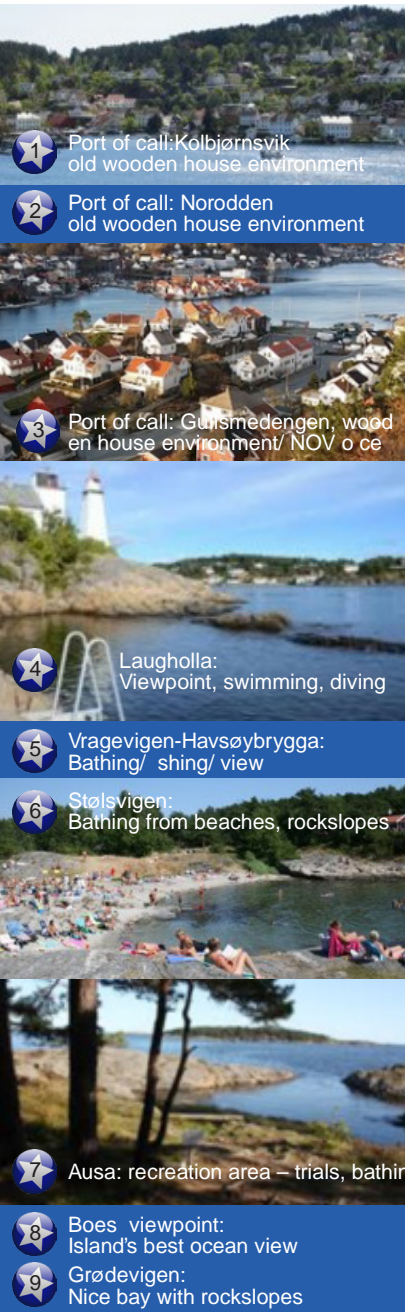 1
Port of call:Kolbjørnsvik
old wooden house environment
2
Port of call: Norodden
old wooden house environment
3
Port of call: Gullsmedengen, wood
en house environment/ NOV o ce
4
Laugholla:
Viewpoint, swimming, diving
5
Vragevigen-Havsøybrygga:
Bathing/ shing/ view
6
Stølsvigen:
Bathing from beaches, rockslopes
7
Ausa: recreation area – trials, bathin
8
Boes viewpoint:
Island's best ocean view
9
Grødevigen:
Nice bay with rockslopes